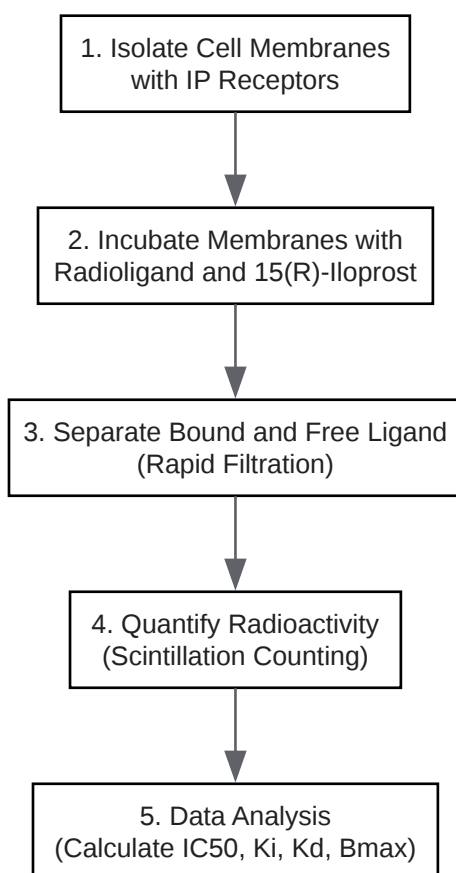 1. Isolate Cell Membranes
with IP Receptors
2. Incubate Membranes with
Radioligand and 15(R)-Iloprost
3. Separate Bound and Free Ligand
(Rapid Filtration)
4. Quantify Radioactivity
(Scintillation Counting)
5. Data Analysis
(Calculate IC50, Ki, Kd, Bmax)